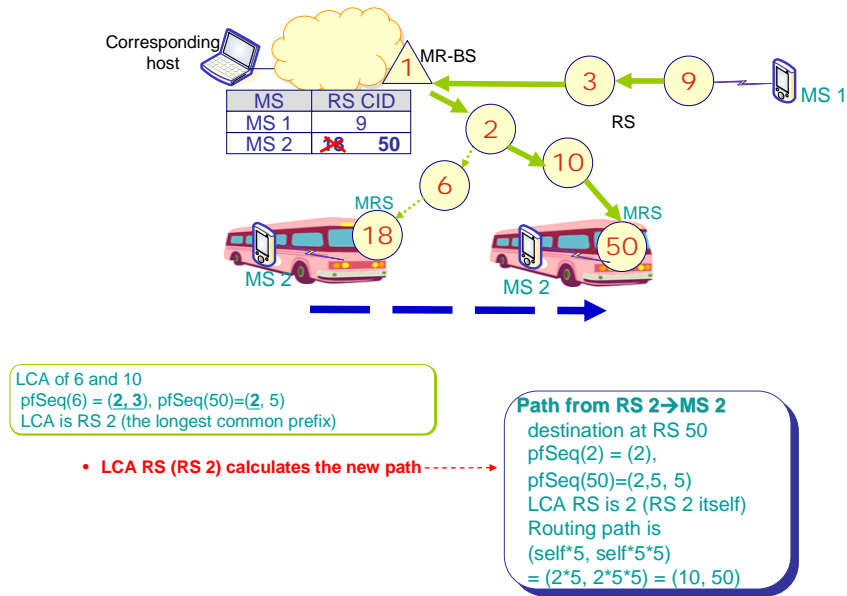 Corresponding
host
1
MR-BS
3
9
MS 1
RS
MS RS CID
MS 1 9
MS 2 18 50
2
10
6
MRS
18
MS 2
MRS
50
MS 2
LCA of 6 and 10
pfSeq(6) = (2, 3), pfSeq(50)=(2, 5)
LCA is RS 2 (the longest common prefix)
• LCA RS (RS 2) calculates the new path
Path from RS 2→MS 2
destination at RS 50
pfSeq(2) = (2),
pfSeq(50)=(2,5, 5)
LCA RS is 2 (RS 2 itself)
Routing path is
(self*5, self*5*5)
= (2*5, 2*5*5) = (10, 50)